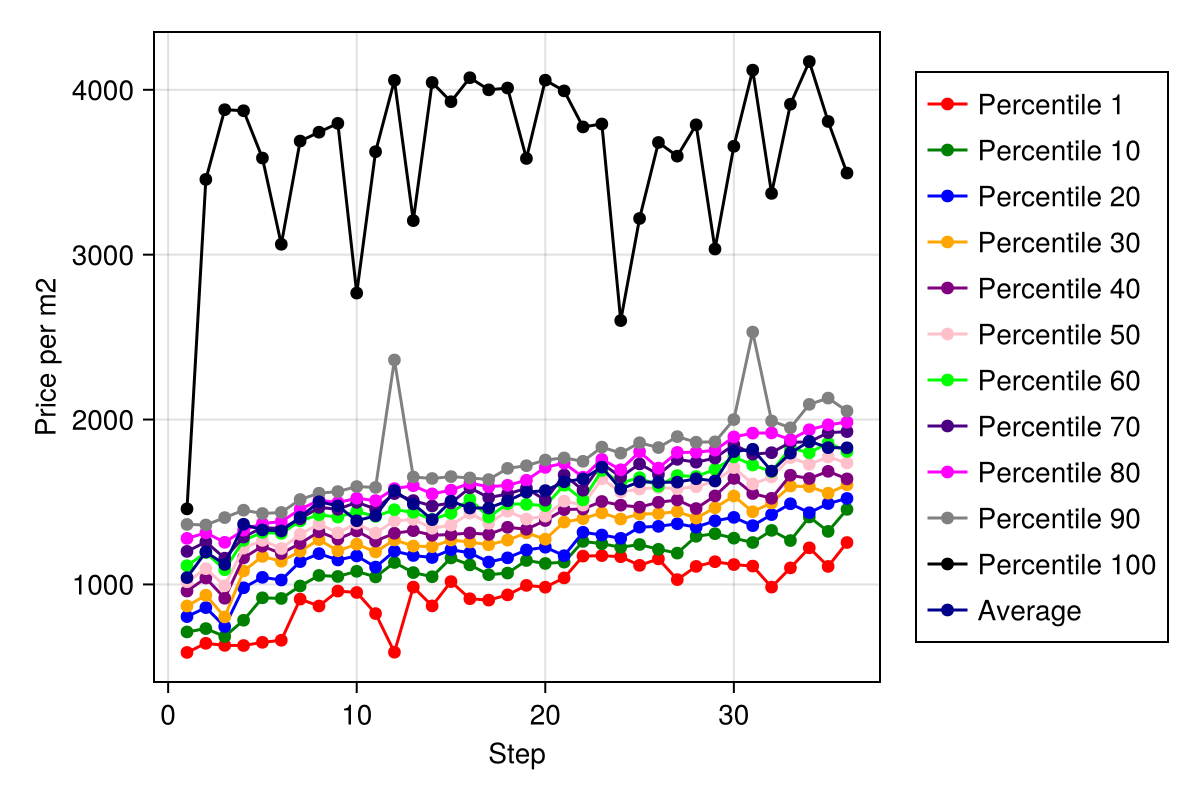 4000
3000
2000
1000
Price per m2
0 10 20 30
Step
Percentile 1
Percentile 10
Percentile 20
Percentile 30
Percentile 40
Percentile 50
Percentile 60
Percentile 70
Percentile 80
Percentile 90
Percentile 100
Average